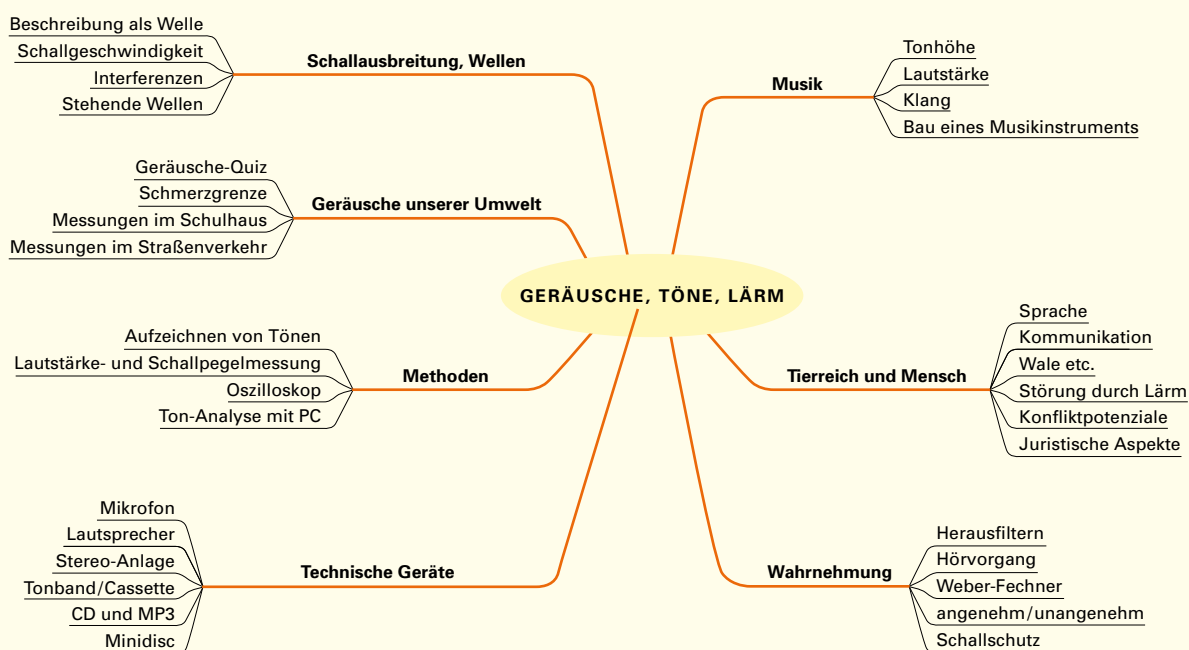 Beschreibung als Welle
Schallgeschwindigkeit
Interferenzen
Stehende Wellen
Schallausbreitung, Wellen
Geräusche-Quiz
Schmerzgrenze
Messungen im Schulhaus
Messungen im Straßenverkehr
Geräusche unserer Umwelt
Aufzeichnen von Tönen
Lautstärke- und Schallpegelmessung
Oszilloskop
Ton-Analyse mit PC
Methoden
Mikrofon
Lautsprecher
Stereo-Anlage
Tonband/Cassette
CD und MP3
Minidisc
Technische Geräte
GERÄUSCHE, TÖNE, LÄRM
Musik
Tonhöhe
Lautstärke
Klang
Bau eines Musikinstruments
Tierreich und Mensch
Sprache
Kommunikation
Wale etc.
Störung durch Lärm
Konfliktpotenziale
Juristische Aspekte
Wahrnehmung
Herausfiltern
Hörvorgang
Weber-Fechner
angenehm/unangenehm
Schallschutz